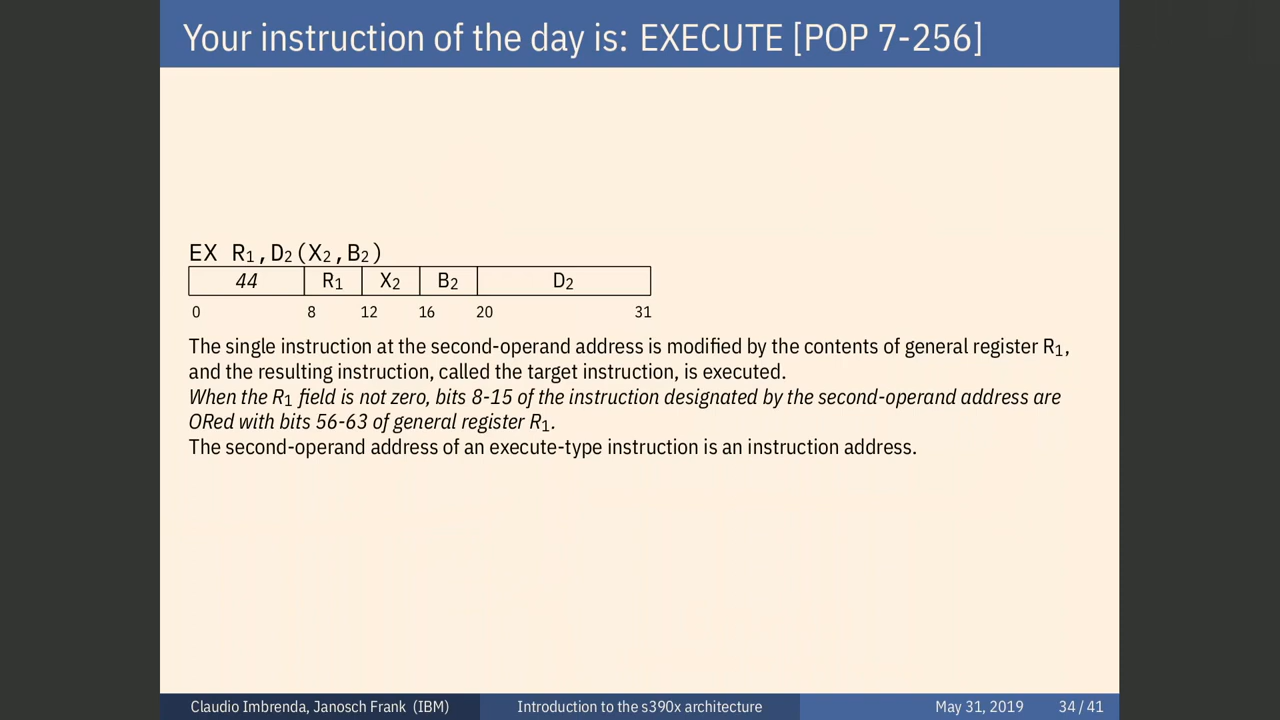 Your instruction of the day is: EXECUTE [POP 7-256]
EX R₁,D₂(X₂,B₂)
44 R₁ X₂ B₂ D₂
0 8 12 16 20 31
The single instruction at the second-operand address is modified by the contents of general register R₁,
and the resulting instruction, called the target instruction, is executed.
When the R₁ field is not zero, bits 8-15 of the instruction designated by the second-operand address are
ORed with bits 56-63 of general register R₁.
The second-operand address of an execute-type instruction is an instruction address.
Claudio Imbrenda, Janosch Frank (IBM) Introduction to the s390x architecture May 31, 2019 34 / 41